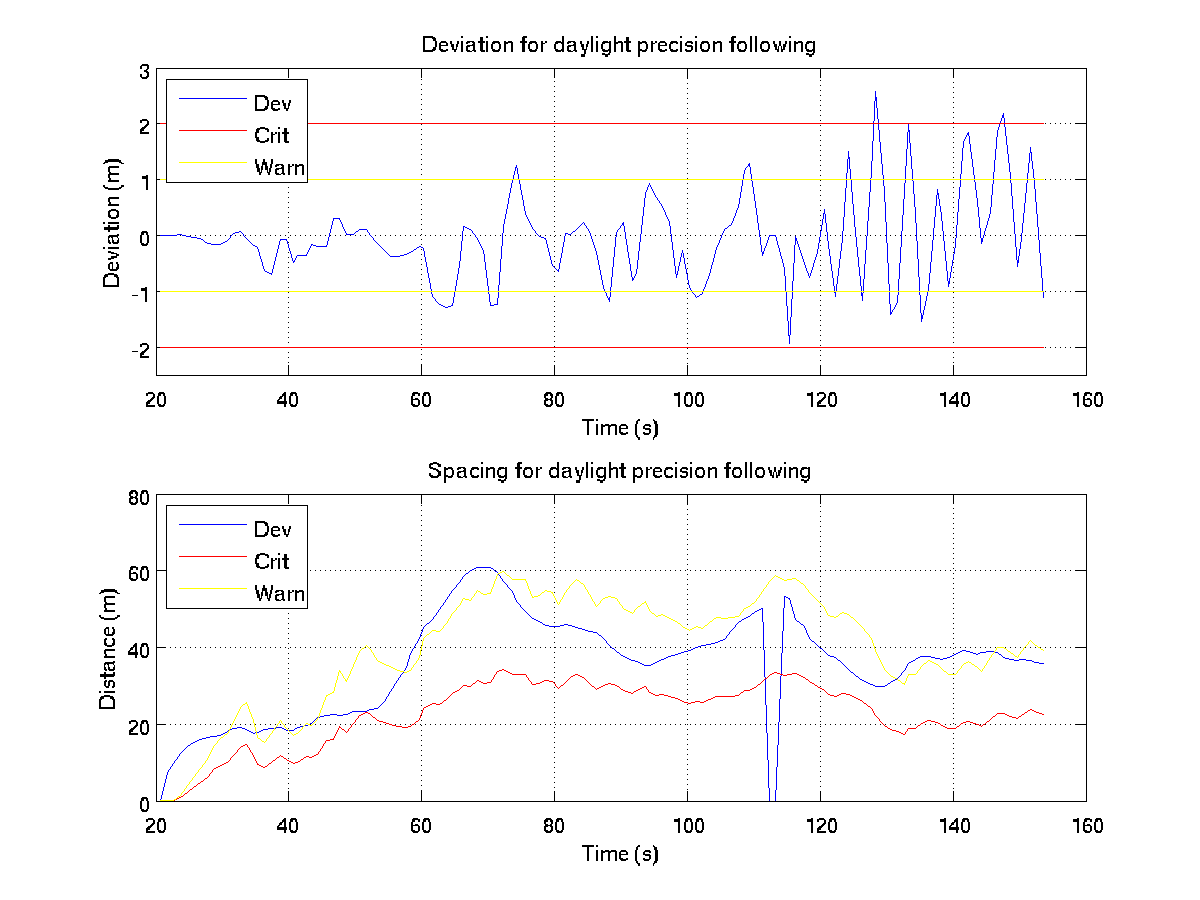 Deviation for daylight precision following
3
2
1
0
-1
-2
Deviation (m)
Dev
Crit
Warn
20 40 60 80 100 120 140 160
Time (s)
Spacing for daylight precision following
80
60
40
20
0
Distance (m)
Dev
Crit
Warn
20 40 60 80 100 120 140 160
Time (s)